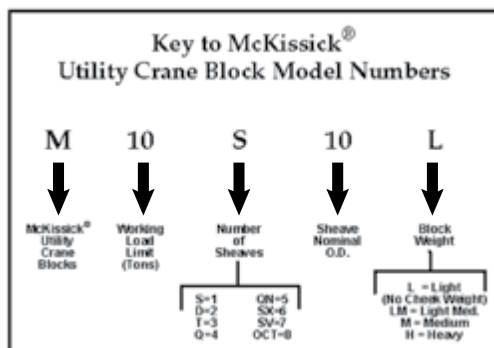 Key to McKissick®
Utility Crane Block Model Numbers
M 10 S 10 L
McKissick®
Utility
Crane
Blocks
Working
Load
Limit
(Tons)
Number
of
Sheaves
S=1 QN=5
D=2 SX=6
T=3 SV=7
Q=4 OCT=8
Sheave
Nominal
O.D.
Block
Weight
L = Light
(No Cheek Weight)
LM = Light Med.
M = Medium
H = Heavy